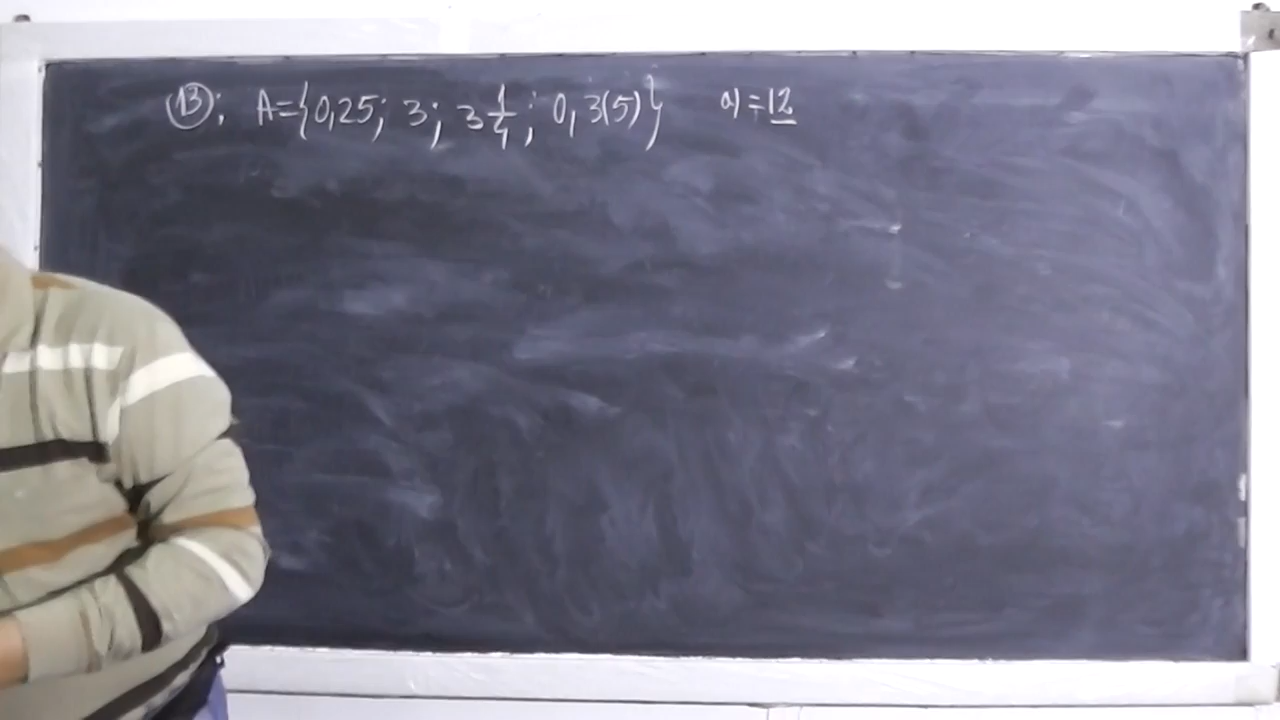 13; A={0,25; 3; 3 1/4; 0,3(5)} a) =12